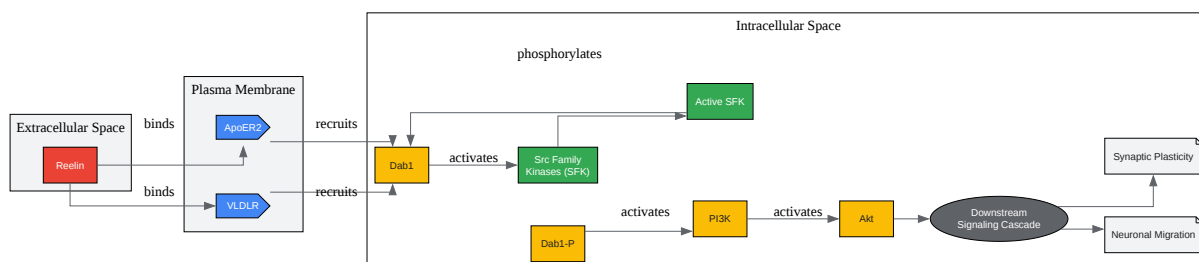 Intracellular Space
phosphorylates
Plasma Membrane
Active SFK
Extracellular Space
binds
ApoER2
recruits
Reelin
Dab1
activates
Src Family
Kinases (SFK)
Synaptic Plasticity
binds
VLDLR
recruits
activates
PI3K
activates
Akt
Downstream
Signaling Cascade
Dab1-P
Neuronal Migration